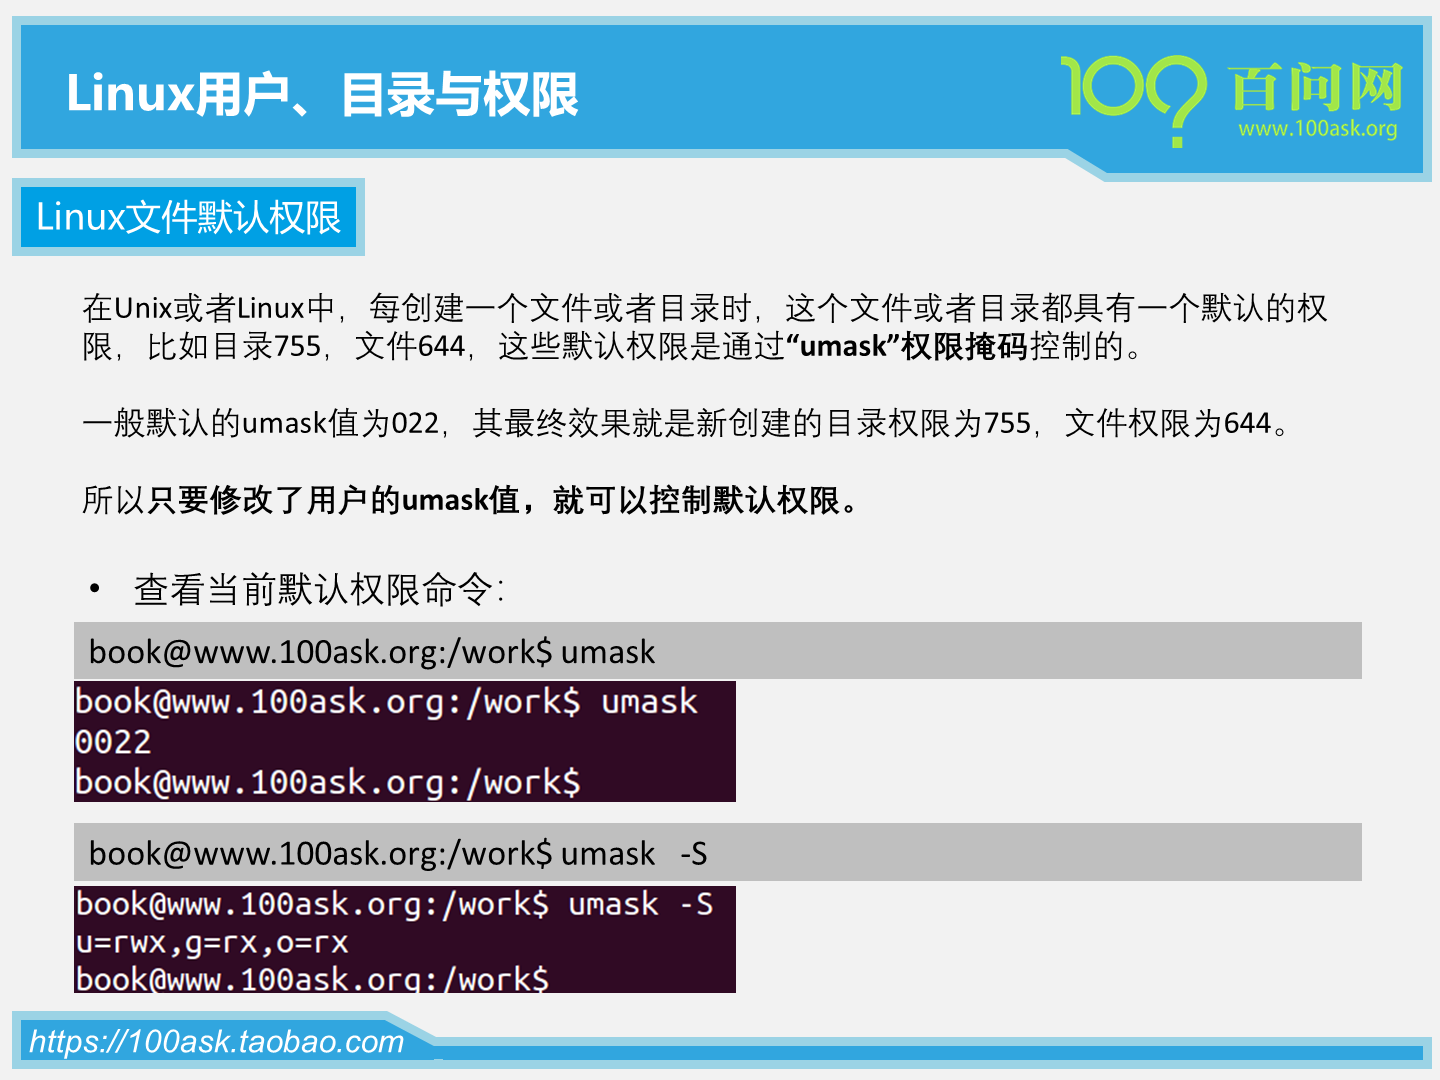 Linux用户、目录与权限
100?
百问网
www.100ask.org
Linux文件默认权限
在Unix或者Linux中，每创建一个文件或者目录时，这个文件或者目录都具有一个默认的权
限，比如目录755，文件644，这些默认权限是通过“umask”权限掩码控制的。
一般默认的umask值为022，其最终效果就是新创建的目录权限为755，文件权限为644。
所以只要修改了用户的umask值，就可以控制默认权限。
• 查看当前默认权限命令：
book@www.100ask.org:/work$ umask
book@www.100ask.org:/work$ umask
0022
book@www.100ask.org:/work$
book@www.100ask.org:/work$ umask -S
book@www.100ask.org:/work$ umask -S
u=rwx,g=rx,o=rx
book@www.100ask.org:/work$
https://100ask.taobao.com